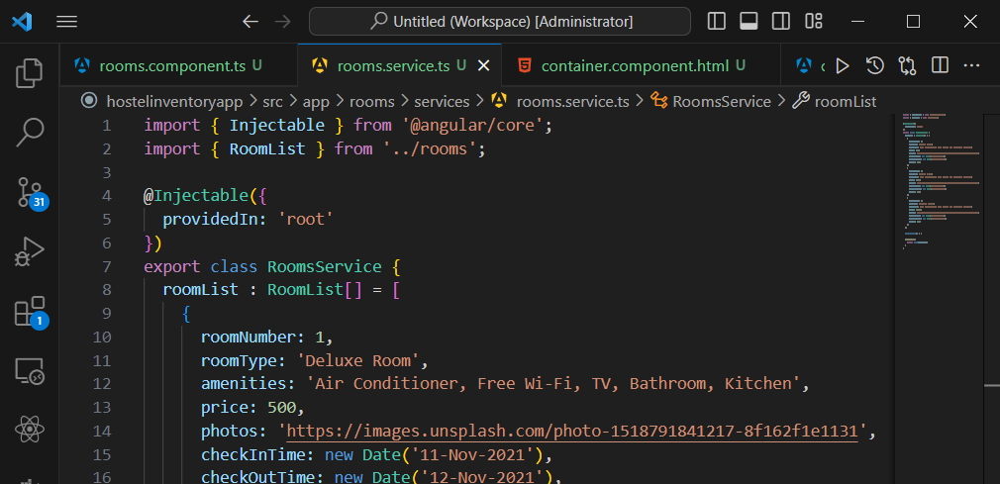 Untitled (Workspace) [Administrator]
rooms.component.ts U
rooms.service.ts U
container.component.html U
hostelinventoryapp > src > app > rooms > services > rooms.service.ts > RoomsService > roomList
1 import { Injectable } from '@angular/core';
2 import { RoomList } from '../rooms';
3
4 @Injectable({
5 providedIn: 'root'
6 })
7 export class RoomsService {
8 roomList : RoomList[] = [
9 {
10 roomNumber: 1,
11 roomType: 'Deluxe Room',
12 amenities: 'Air Conditioner, Free Wi-Fi, TV, Bathroom, Kitchen',
13 price: 500,
14 photos: 'https://images.unsplash.com/photo-1518791841217-8f162f1e1131',
15 checkInTime: new Date('11-Nov-2021'),
16 checkOutTime: new Date('12-Nov-2021'),
31
1